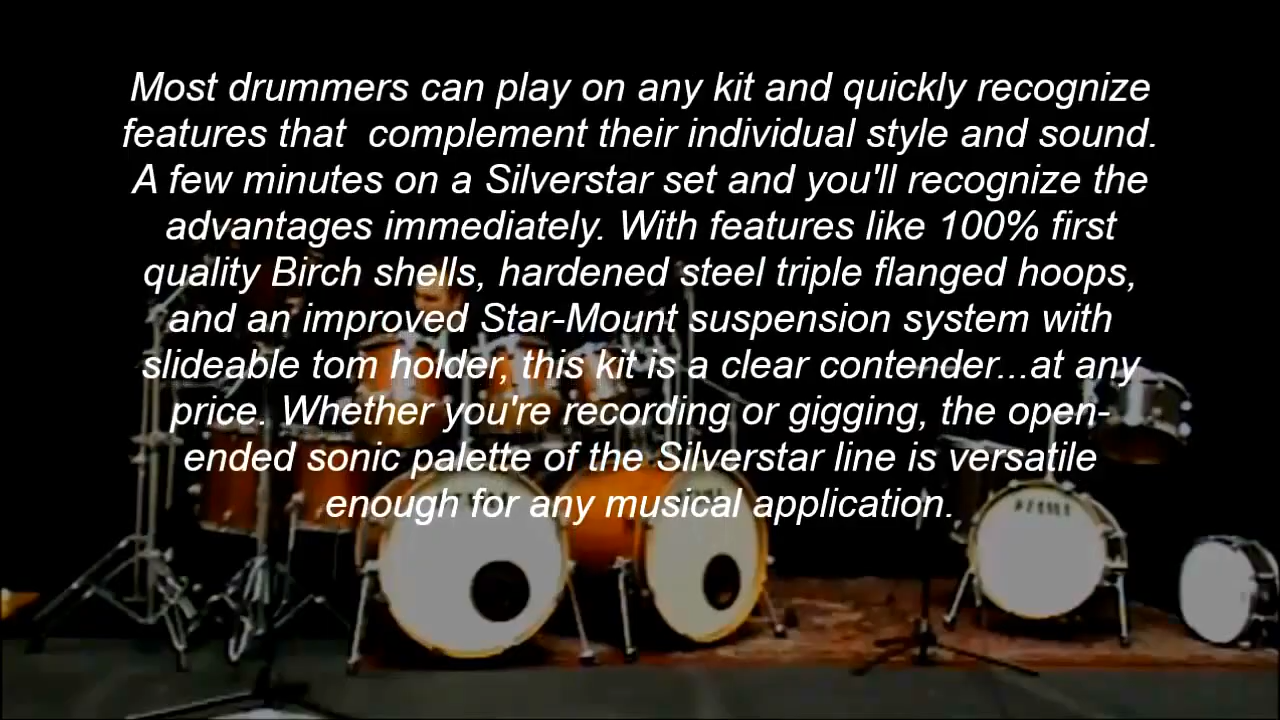 Most drummers can play on any kit and quickly recognize
features that  complement their individual style and sound.
A few minutes on a Silverstar set and you'll recognize the
advantages immediately. With features like 100% first
quality Birch shells, hardened steel triple flanged hoops,
and an improved Star-Mount suspension system with
slideable tom holder, this kit is a clear contender...at any
price. Whether you're recording or gigging, the open-
ended sonic palette of the Silverstar line is versatile
enough for any musical application.